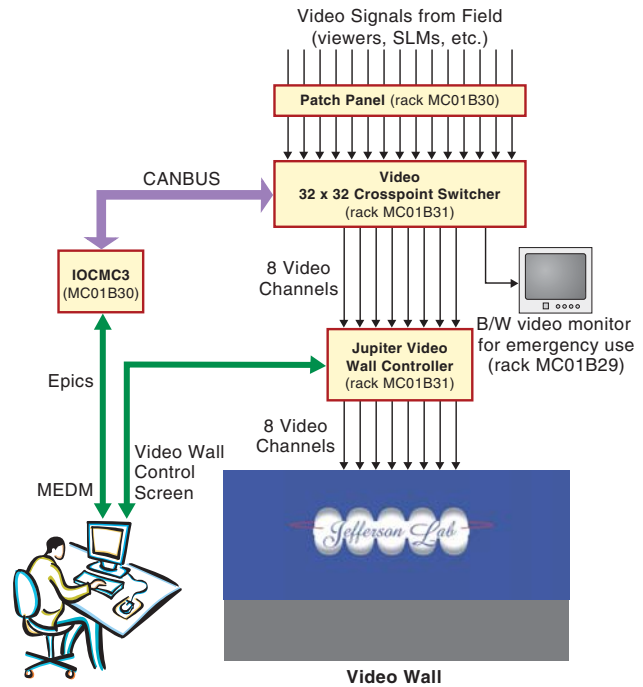 Video Signals from Field
(viewers, SLMs, etc.)
Patch Panel (rack MC01B30)
CANBUS
Video
32 x 32 Crosspoint Switcher
(rack MC01B31)
IOCMC3
(MC01B30)
8 Video
Channels
B/W video monitor
for emergency use
(rack MC01B29)
Jupiter Video
Wall Controller
(rack MC01B31)
Epics
8 Video
Channels
Video Wall
Control
Screen
MEDM
Jefferson Lab
Video Wall